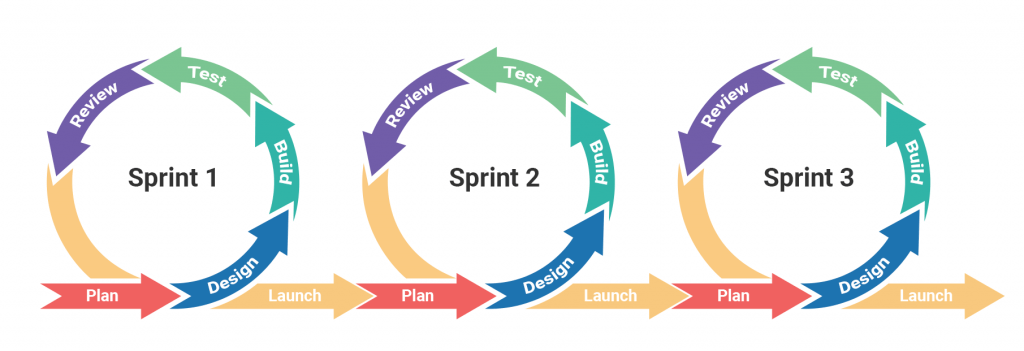 Sprint 1
Plan
Design
Build
Test
Review
Launch
Sprint 2
Plan
Design
Build
Test
Review
Launch
Sprint 3
Plan
Design
Build
Test
Review
Launch